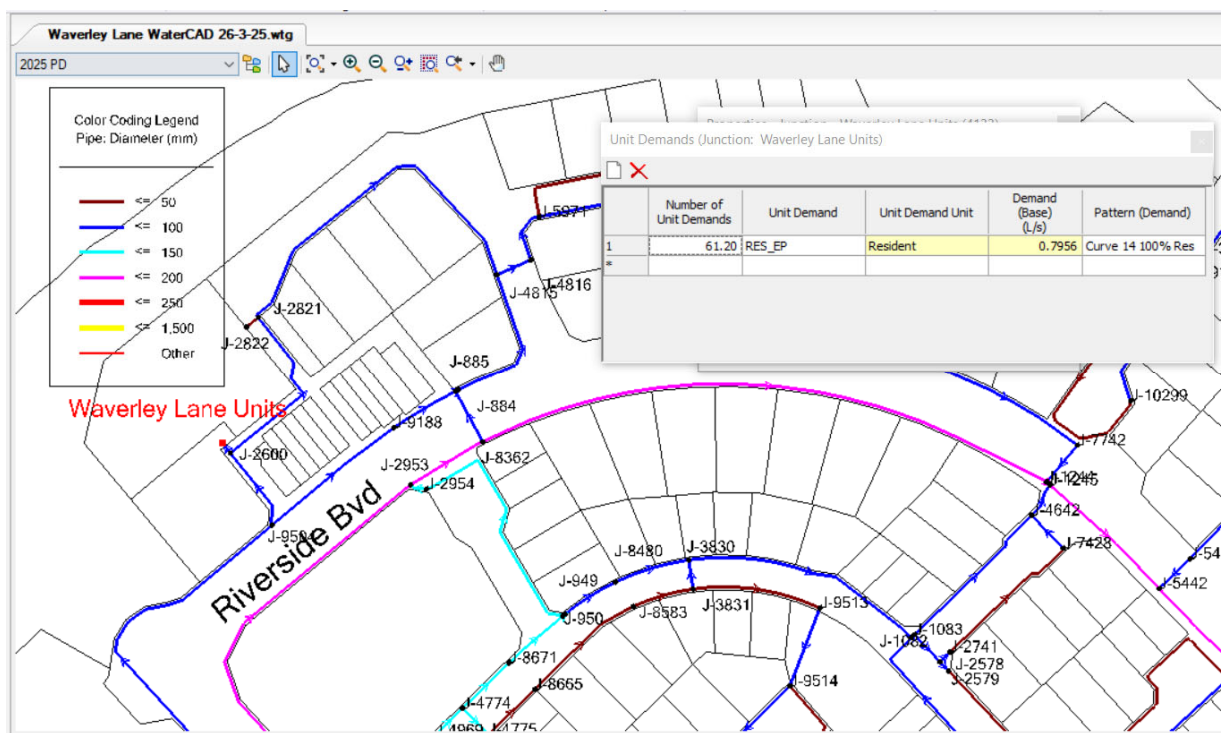 Waverley Lane WaterCAD 26-3-25.wtg
2025 PD
Color Coding Legend
Pipe: Diameter (mm)
<= 50
<= 100
<= 150
<= 200
<= 250
<= 1,500
Other
Unit Demands (Junction: Waverley Lane Units)
Number of Unit Demands
Unit Demand
Unit Demand Unit
Demand (Base) (L/s)
Pattern (Demand)
1 61.20 RES_EP Resident 0.7956 Curve 14 100% Res
*
J-4815
J-4816
J-2821
J-2822
J-885
Waverley Lane Units
J-884
J-9188
J-10299
J-2600
J-7742
J-8362
J-2953
J-2954
J-1245
J-4642
Riverside Bvd
J-7423
J-8480
J-3830
J-949
J-5442
J-950
J-8583
J-3831
J-9513
J-1083
J-1082
J-2741
J-8671
J-2578
J-2579
J-8665
J-9514
J-4774
J-4775